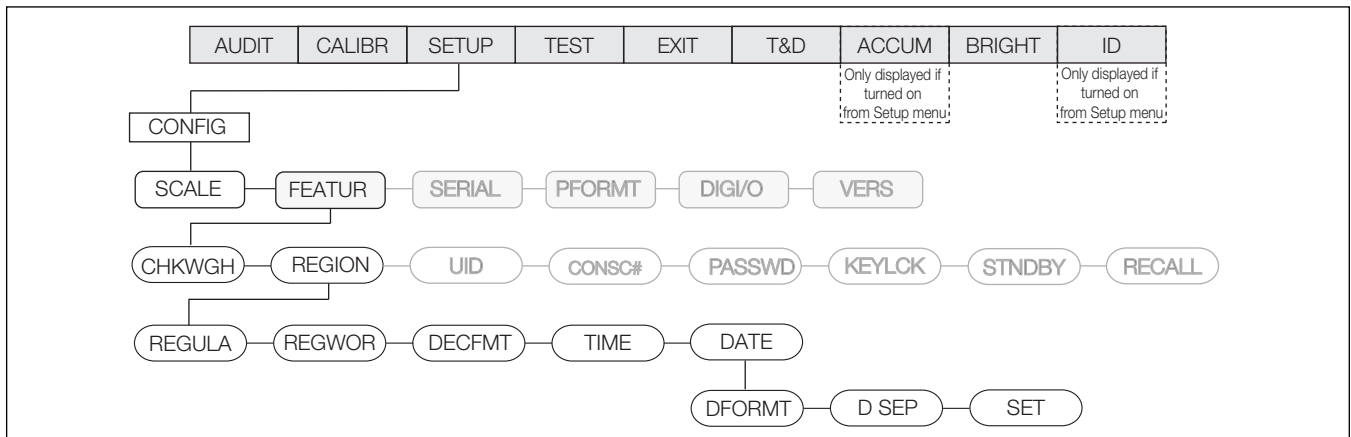 AUDIT CALIBR SETUP TEST EXIT T&D ACCUM BRIGHT ID
Only displayed if
turned on
from Setup menu
Only displayed if
turned on
from Setup menu
CONFIG
SCALE FEATUR SERIAL PFORMT DIGI/O VERS
CHKWGH REGION UID CONSC# PASSWD KEYLCK STNDBY RECALL
REGULA REGWOR DECFMT TIME DATE
DFORMT D SEP SET